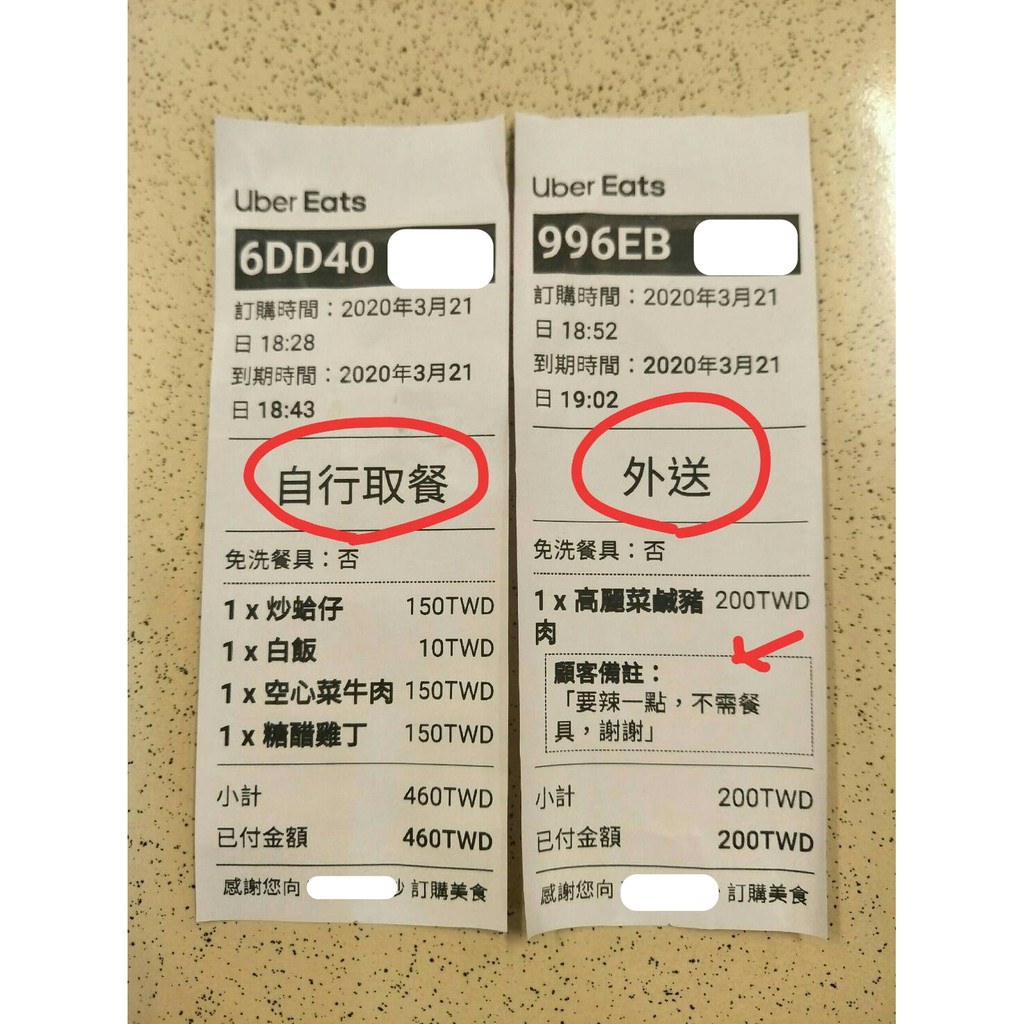 Uber Eats
6DD40
訂購時間：2020年3月21
日 18:28
到期時間：2020年3月21
日 18:43
自行取餐
免洗餐具：否
1 x 炒蛤仔 150TWD
1 x 白飯 10TWD
1 x 空心菜牛肉 150TWD
1 x 糖醋雞丁 150TWD
小計 460TWD
已付金額 460TWD
感謝您向 訂購美食
Uber Eats
996EB
訂購時間：2020年3月21
日 18:52
到期時間：2020年3月21
日 19:02
外送
免洗餐具：否
1 x 高麗菜鹹豬 200TWD
肉
顧客備註：
「要辣一點，不需餐
具，謝謝」
小計 200TWD
已付金額 200TWD
感謝您向 訂購美食